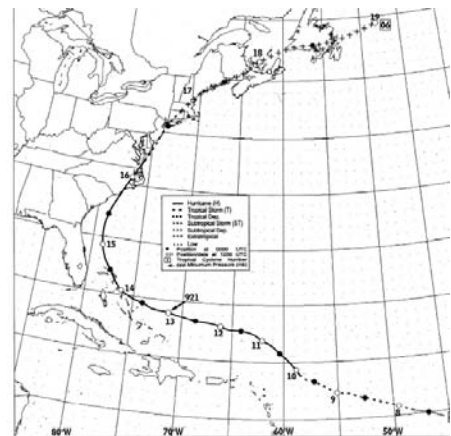 19
06
18
17
16
Hurricane (H)
Tropical Storm (T)
Tropical Dep.
Subtropical Storm (ST)
Subtropical Dep.
Extratropical
Low
Position at 0000 UTC
Position/date at 1200 UTC
Tropical Cyclone Number
Minimum Pressure (mb)
15
14
921
13
12
11
10
9
8
80°W
70°W
60°W
50°W